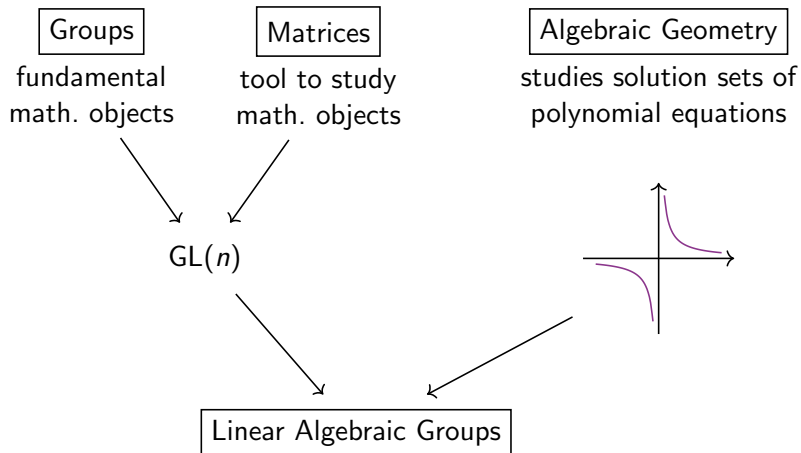 Groups
fundamental
math. objects
Matrices
tool to study
math. objects
Algebraic Geometry
studies solution sets of
polynomial equations
GL(n)
Linear Algebraic Groups